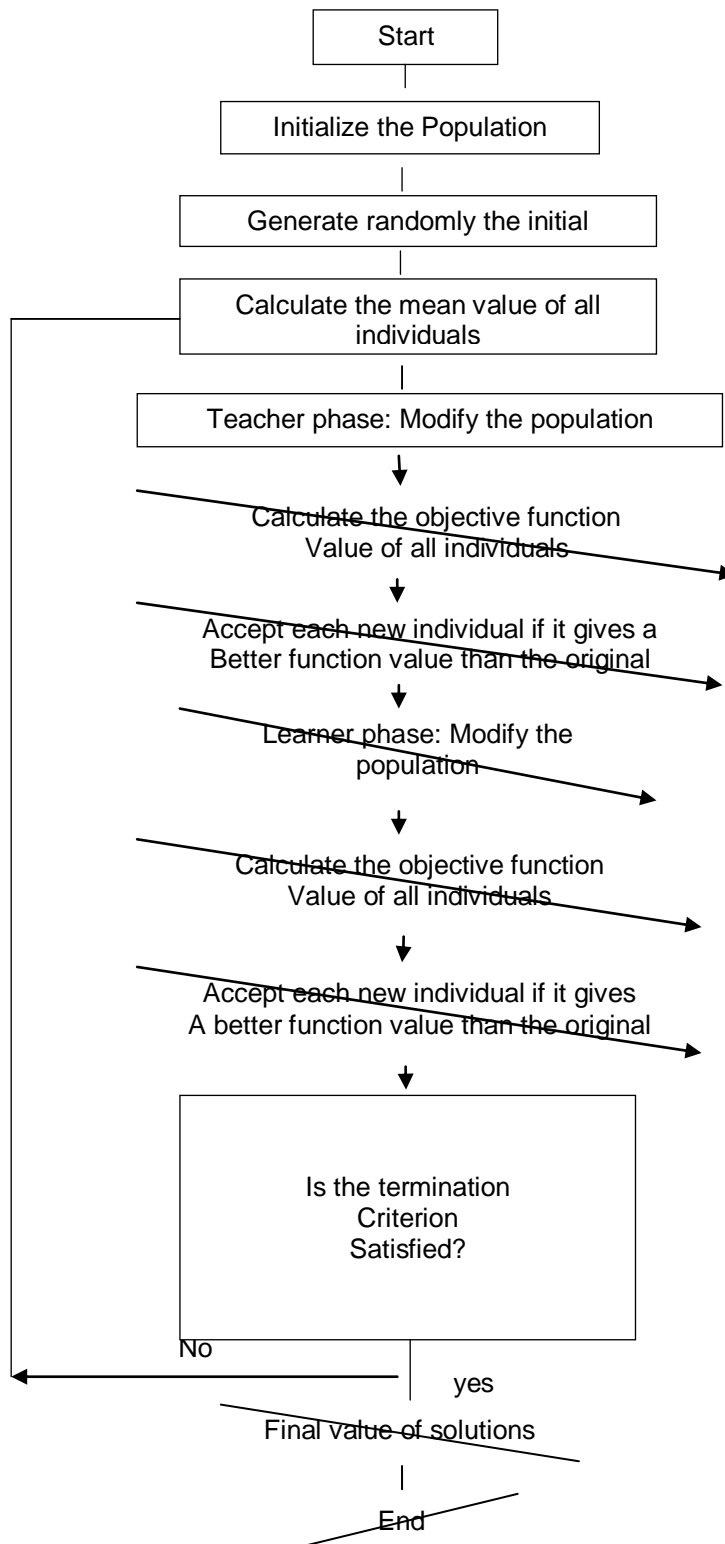 Start
Initialize the Population
Generate randomly the initial
Calculate the mean value of all
individuals
Teacher phase: Modify the population
Calculate the objective function
Value of all individuals
Accept each new individual if it gives a
Better function value than the original
Learner phase: Modify the
population
Calculate the objective function
Value of all individuals
Accept each new individual if it gives
A better function value than the original
Is the termination
Criterion
Satisfied?
No
yes
Final value of solutions
End